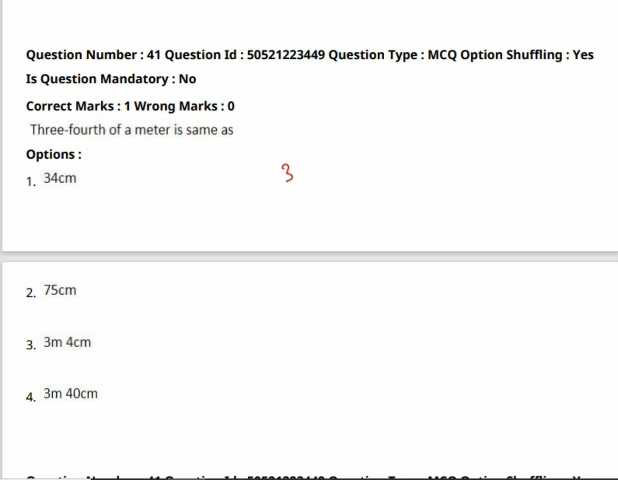 Question Number : 41 Question Id : 50521223449 Question Type : MCQ Option Shuffling : Yes
Is Question Mandatory : No
Correct Marks : 1 Wrong Marks : 0
Three-fourth of a meter is same as
Options :
1. 34cm
3
2. 75cm
3. 3m 4cm
4. 3m 40cm